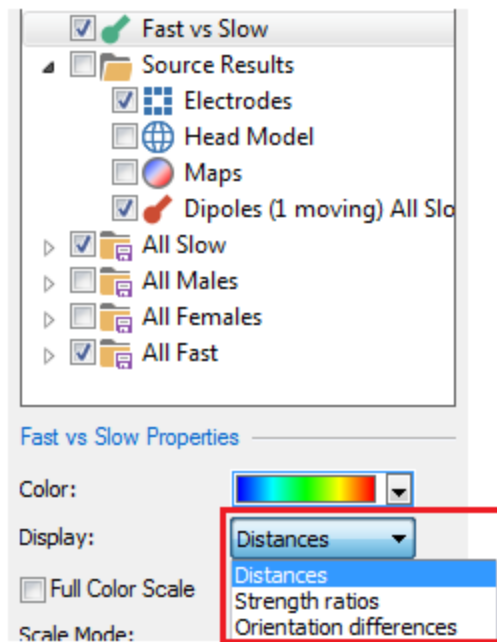 Fast vs Slow
Source Results
Electrodes
Head Model
Maps
Dipoles (1 moving) All Slo
All Slow
All Males
All Females
All Fast
Fast vs Slow Properties
Color:
Display: Distances
Distances
Full Color Scale
Strength ratios
Scale Mode: Orientation differences